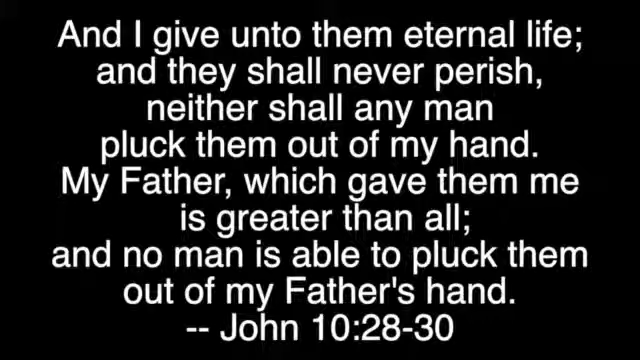 And I give unto them eternal life;
and they shall never perish,
neither shall any man
pluck them out of my hand.
My Father, which gave them me
is greater than all;
and no man is able to pluck them
out of my Father's hand.
-- John 10:28-30